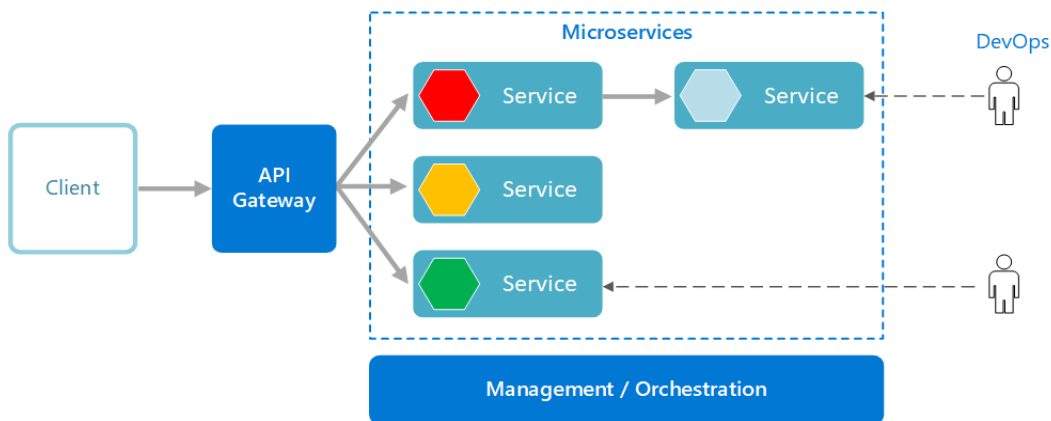 Microservices
DevOps
Service
Service
Client
API
Gateway
Service
Service
Management / Orchestration